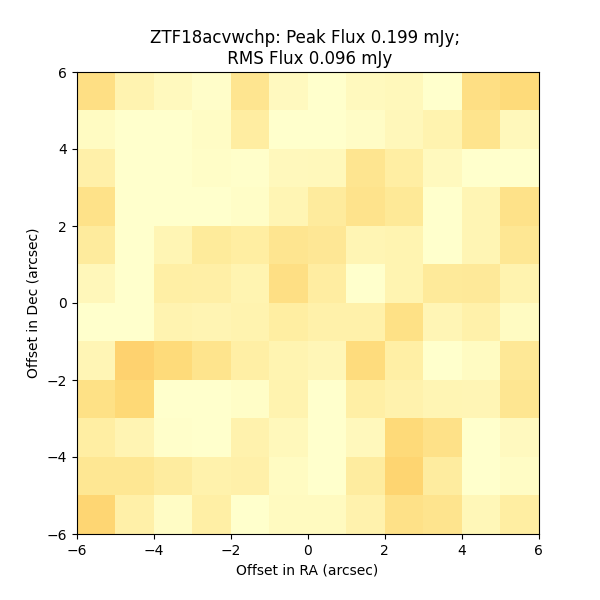 ZTF18acvwchp: Peak Flux 0.199 mJy;
RMS Flux 0.096 mJy
6
4
2
0
−2
−4
−6
Offset in Dec (arcsec)
−6 −4 −2 0 2 4 6
Offset in RA (arcsec)